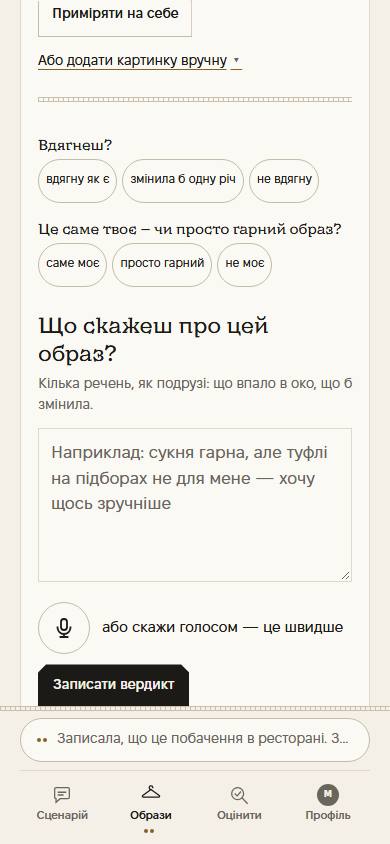 Приміряти на себе
Або додати картинку вручну ▾
Вдягнеш?
вдягну як є
змінила б одну річ
не вдягну
Це саме твоє – чи просто гарний образ?
саме моє
просто гарний
не моє
Що скажеш про цей
образ?
Кілька речень, як подрузі: що впало в око, що б
змінила.
Наприклад: сукня гарна, але туфлі
на підборах не для мене — хочу
щось зручніше
або скажи голосом — це швидше
Записати вердикт
Записала, що це побачення в ресторані. З...
Сценарій
Образи
Оцінити
М
Профіль